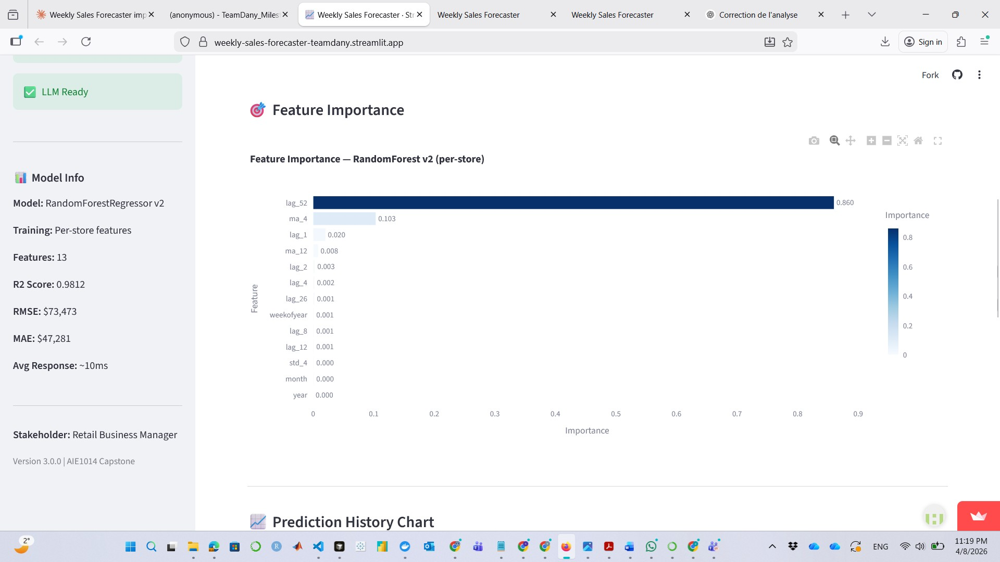 Weekly Sales Forecaster imp
(anonymous) - TeamDany_Miles
Weekly Sales Forecaster · Str
Weekly Sales Forecaster
Weekly Sales Forecaster
Correction de l'analyse
weekly-sales-forecaster-teamdany.streamlit.app
Sign in
Fork
LLM Ready
Model Info
Model: RandomForestRegressor v2
Training: Per-store features
Features: 13
R2 Score: 0.9812
RMSE: $73,473
MAE: $47,281
Avg Response: ~10ms
Stakeholder: Retail Business Manager
Version 3.0.0 | AIE1014 Capstone
Feature Importance
Feature Importance — RandomForest v2 (per-store)
Feature
lag_52 0.860
ma_4 0.103
lag_1 0.020
ma_12 0.008
lag_2 0.003
lag_4 0.002
lag_26 0.001
weekofyear 0.001
lag_8 0.001
lag_12 0.001
std_4 0.000
month 0.000
year 0.000
0 0.1 0.2 0.3 0.4 0.5 0.6 0.7 0.8 0.9
Importance
Importance
0.8
0.6
0.4
0.2
0
Prediction History Chart
2°
ENG
11:19 PM
4/8/2026